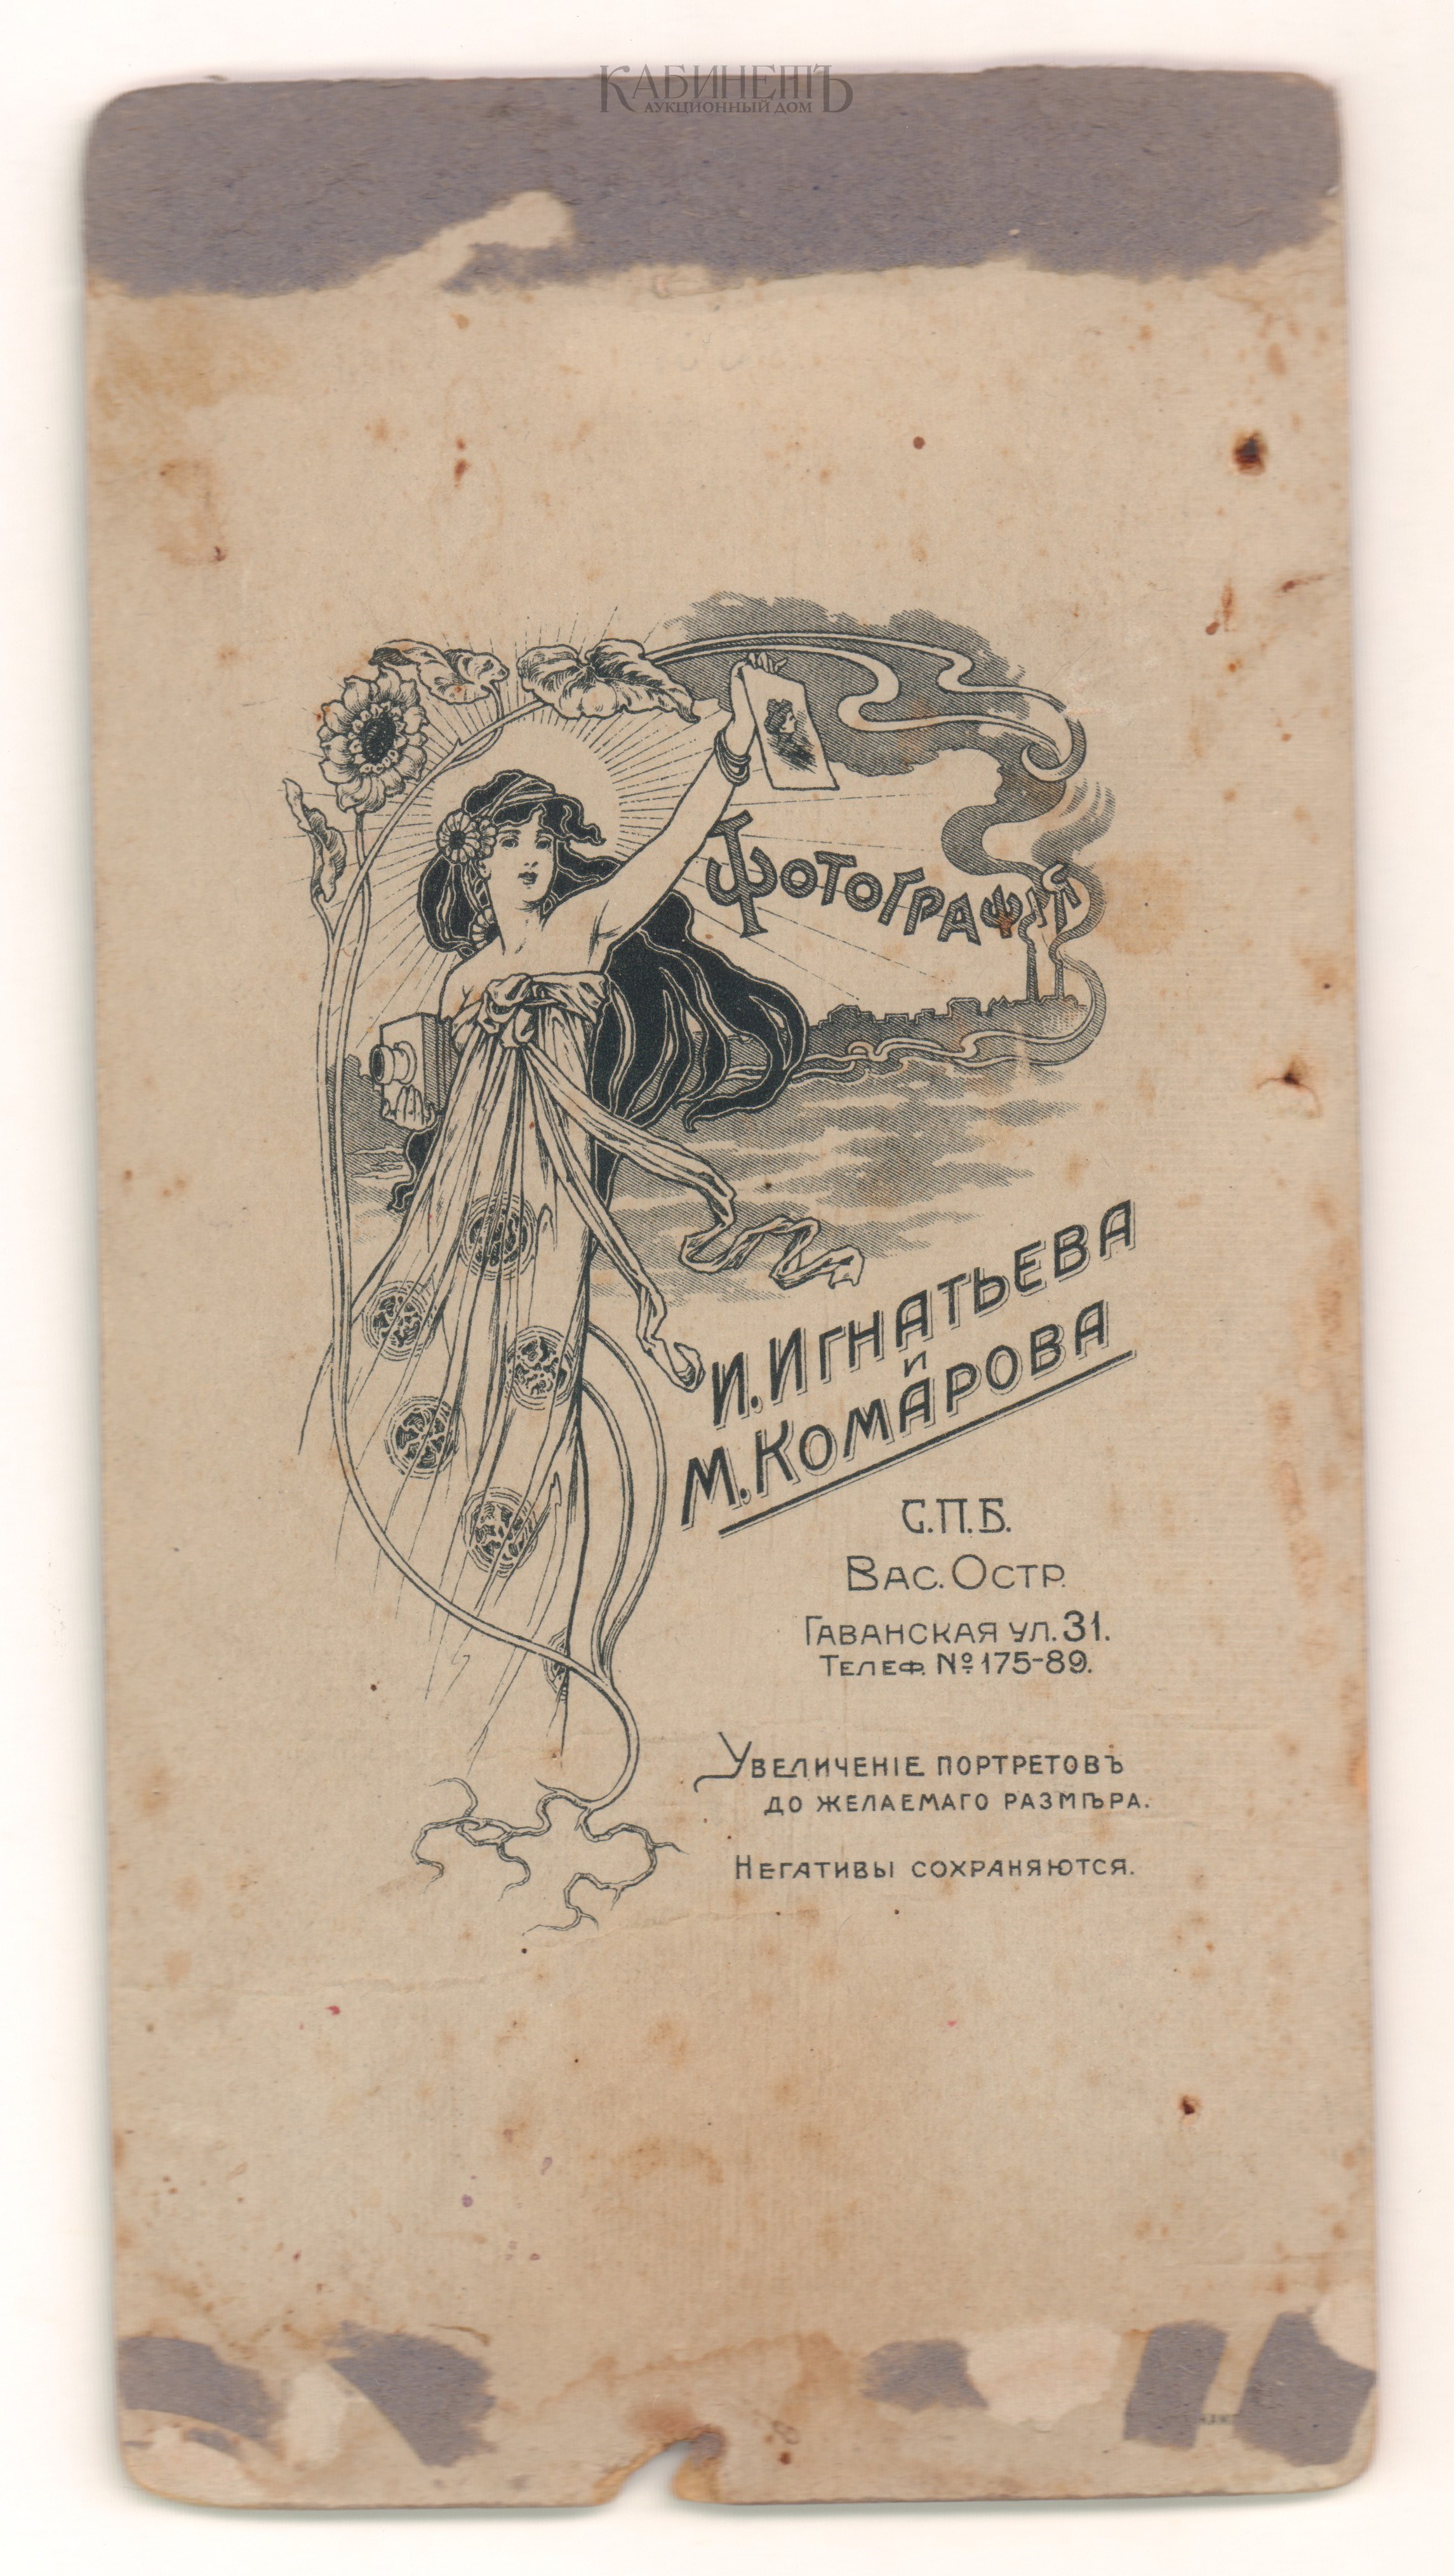 КАБИНЕТЪ
АУКЦИОННЫЙ ДОМ
ФОТОГРАФІЯ
И. ИГНАТЬЕВА
И
М. КОМАРОВА
С.П.Б.
ВАС. ОСТР.
ГАВАНСКАЯ УЛ. 31.
ТЕЛЕФ. № 175-89.
УВЕЛИЧЕНІЕ ПОРТРЕТОВЪ
ДО ЖЕЛАЕМАГО РАЗМѢРА.
НЕГАТИВЫ СОХРАНЯЮТСЯ.